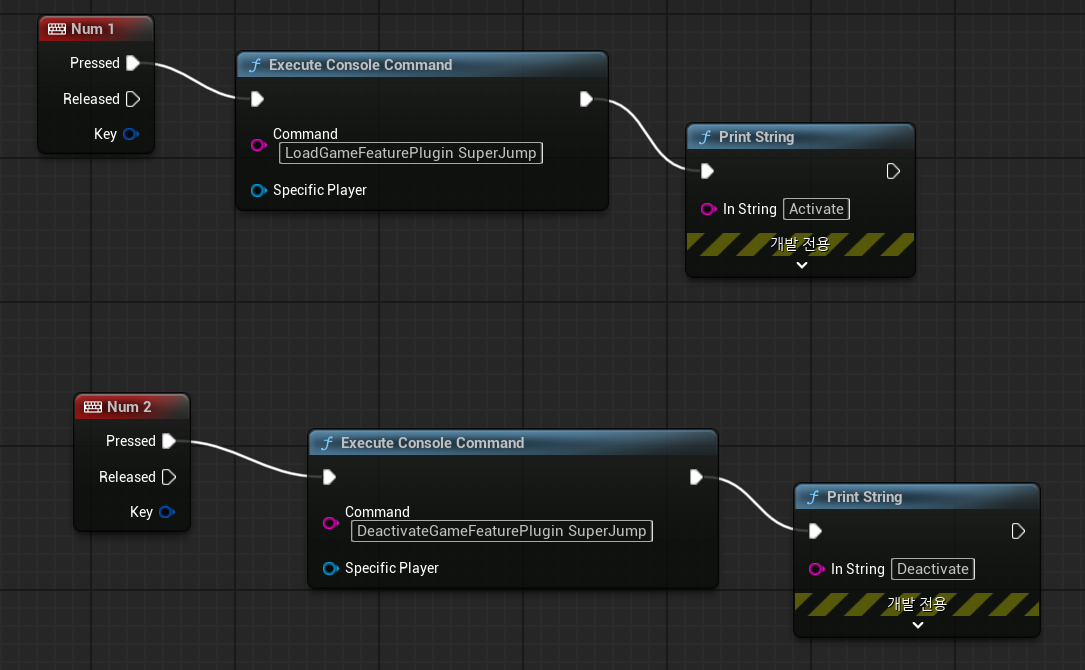 Num 1
Pressed
Released
Key
Execute Console Command
Command
LoadGameFeaturePlugin SuperJump
Specific Player
Print String
In String Activate
개발 전용
Num 2
Pressed
Released
Key
Execute Console Command
Command
DeactivateGameFeaturePlugin SuperJump
Specific Player
Print String
In String Deactivate
개발 전용